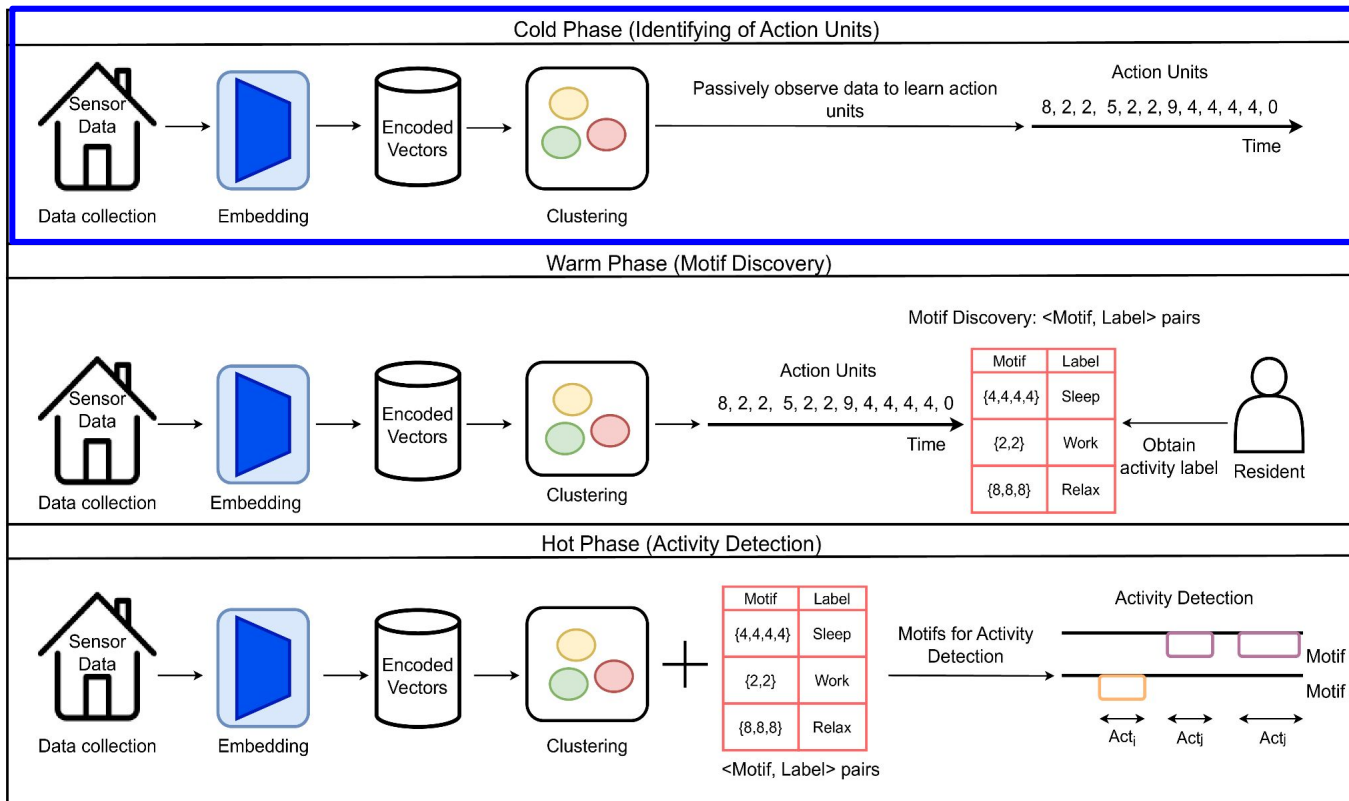 Cold Phase (Identifying of Action Units)
Sensor
Data
Encoded
Vectors
Passively observe data to learn action
units
Action Units
8, 2, 2, 5, 2, 2, 9, 4, 4, 4, 4, 0
Time
Data collection
Embedding
Clustering
Warm Phase (Motif Discovery)
Motif Discovery: <Motif, Label> pairs
Sensor
Data
Encoded
Vectors
Action Units
8, 2, 2, 5, 2, 2, 9, 4, 4, 4, 4, 0
Time
Motif Label
{4,4,4,4} Sleep
{2,2} Work
{8,8,8} Relax
Obtain
activity label
Resident
Data collection
Embedding
Clustering
Hot Phase (Activity Detection)
Sensor
Data
Encoded
Vectors
Motif Label
{4,4,4,4} Sleep
{2,2} Work
{8,8,8} Relax
<Motif, Label> pairs
Motifs for Activity
Detection
Activity Detection
Motif
Motif
Acti Actj Actj
Data collection
Embedding
Clustering